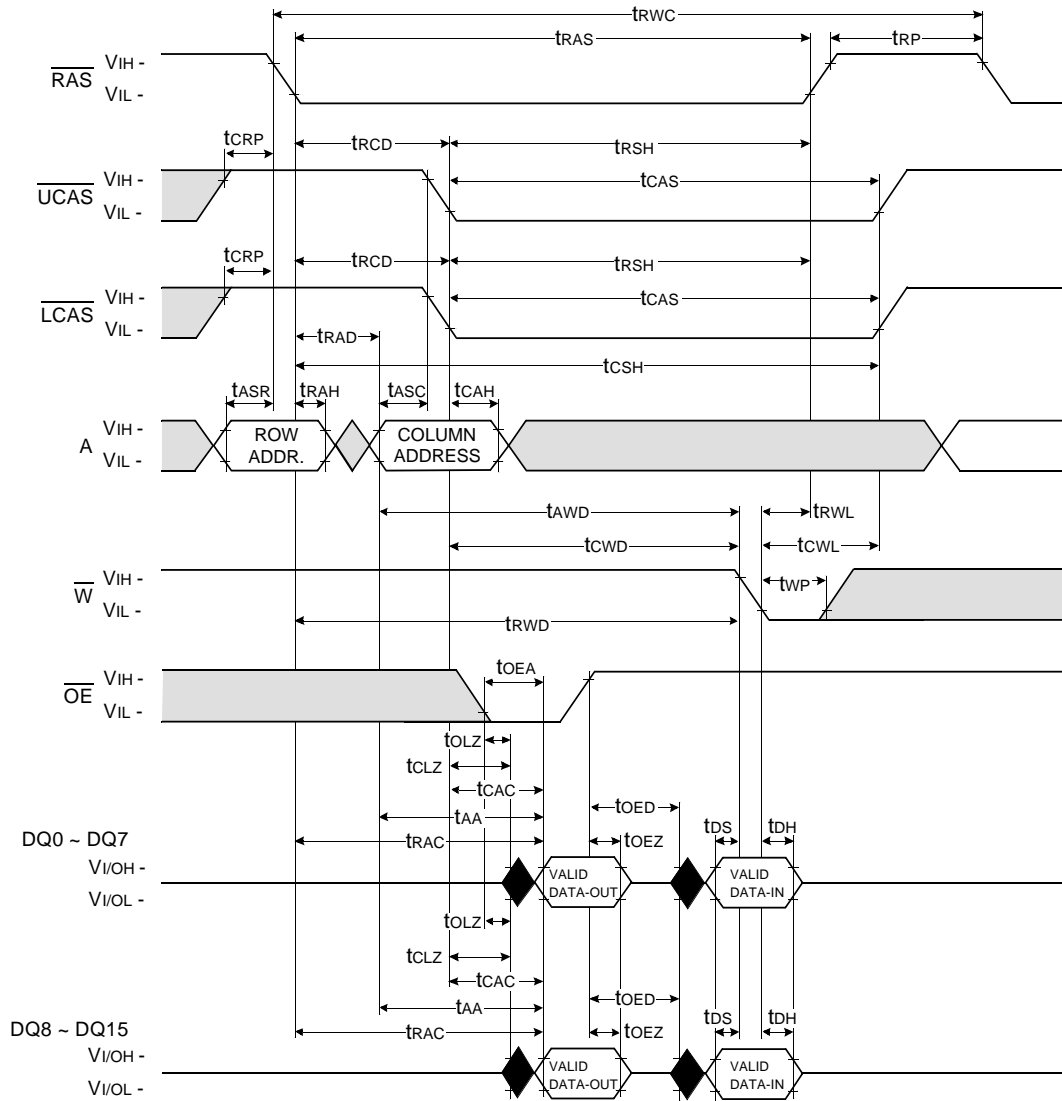 tRWC
tRAS
tRP
RAS
VIH -
VIL -
tCRP
tRCD
tRSH
UCAS
VIH -
VIL -
tCAS
tCRP
tRCD
tRSH
LCAS
VIH -
VIL -
tCAS
tRAD
tCSH
tASR
tRAH
tASC
tCAH
A
VIH -
VIL -
ROW
ADDR.
COLUMN
ADDRESS
tAWD
tRWL
tCWD
tCWL
W
VIH -
VIL -
tWP
tRWD
OE
VIH -
VIL -
tOEA
tOLZ
tCLZ
tCAC
tOED
tAA
tDS
tDH
DQ0 ~ DQ7
tRAC
tOEZ
VI/OH -
VI/OL -
VALID
DATA-OUT
VALID
DATA-IN
tOLZ
tCLZ
tCAC
tOED
tAA
tDS
tDH
DQ8 ~ DQ15
tRAC
tOEZ
VI/OH -
VI/OL -
VALID
DATA-OUT
VALID
DATA-IN